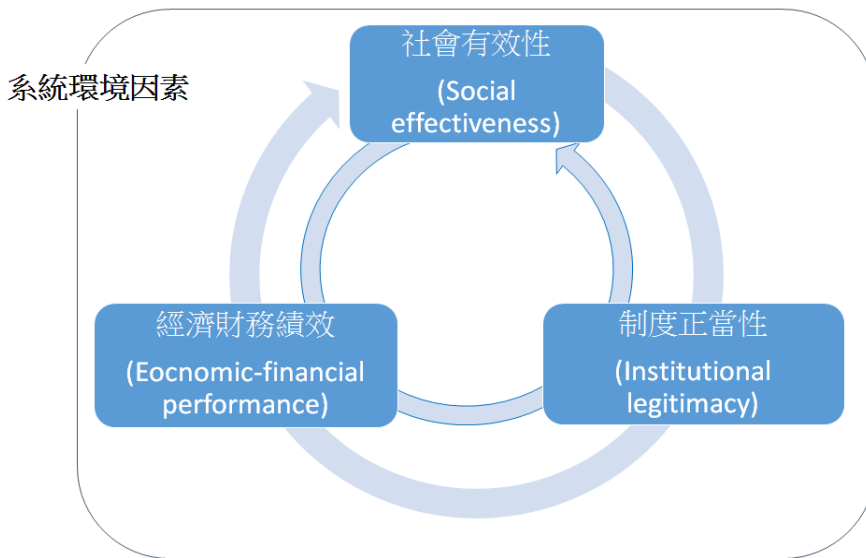 社會有效性
(Social
effectiveness)
系統環境因素
經濟財務績效
(Eocnomic-financial
performance)
制度正當性
(Institutional
legitimacy)